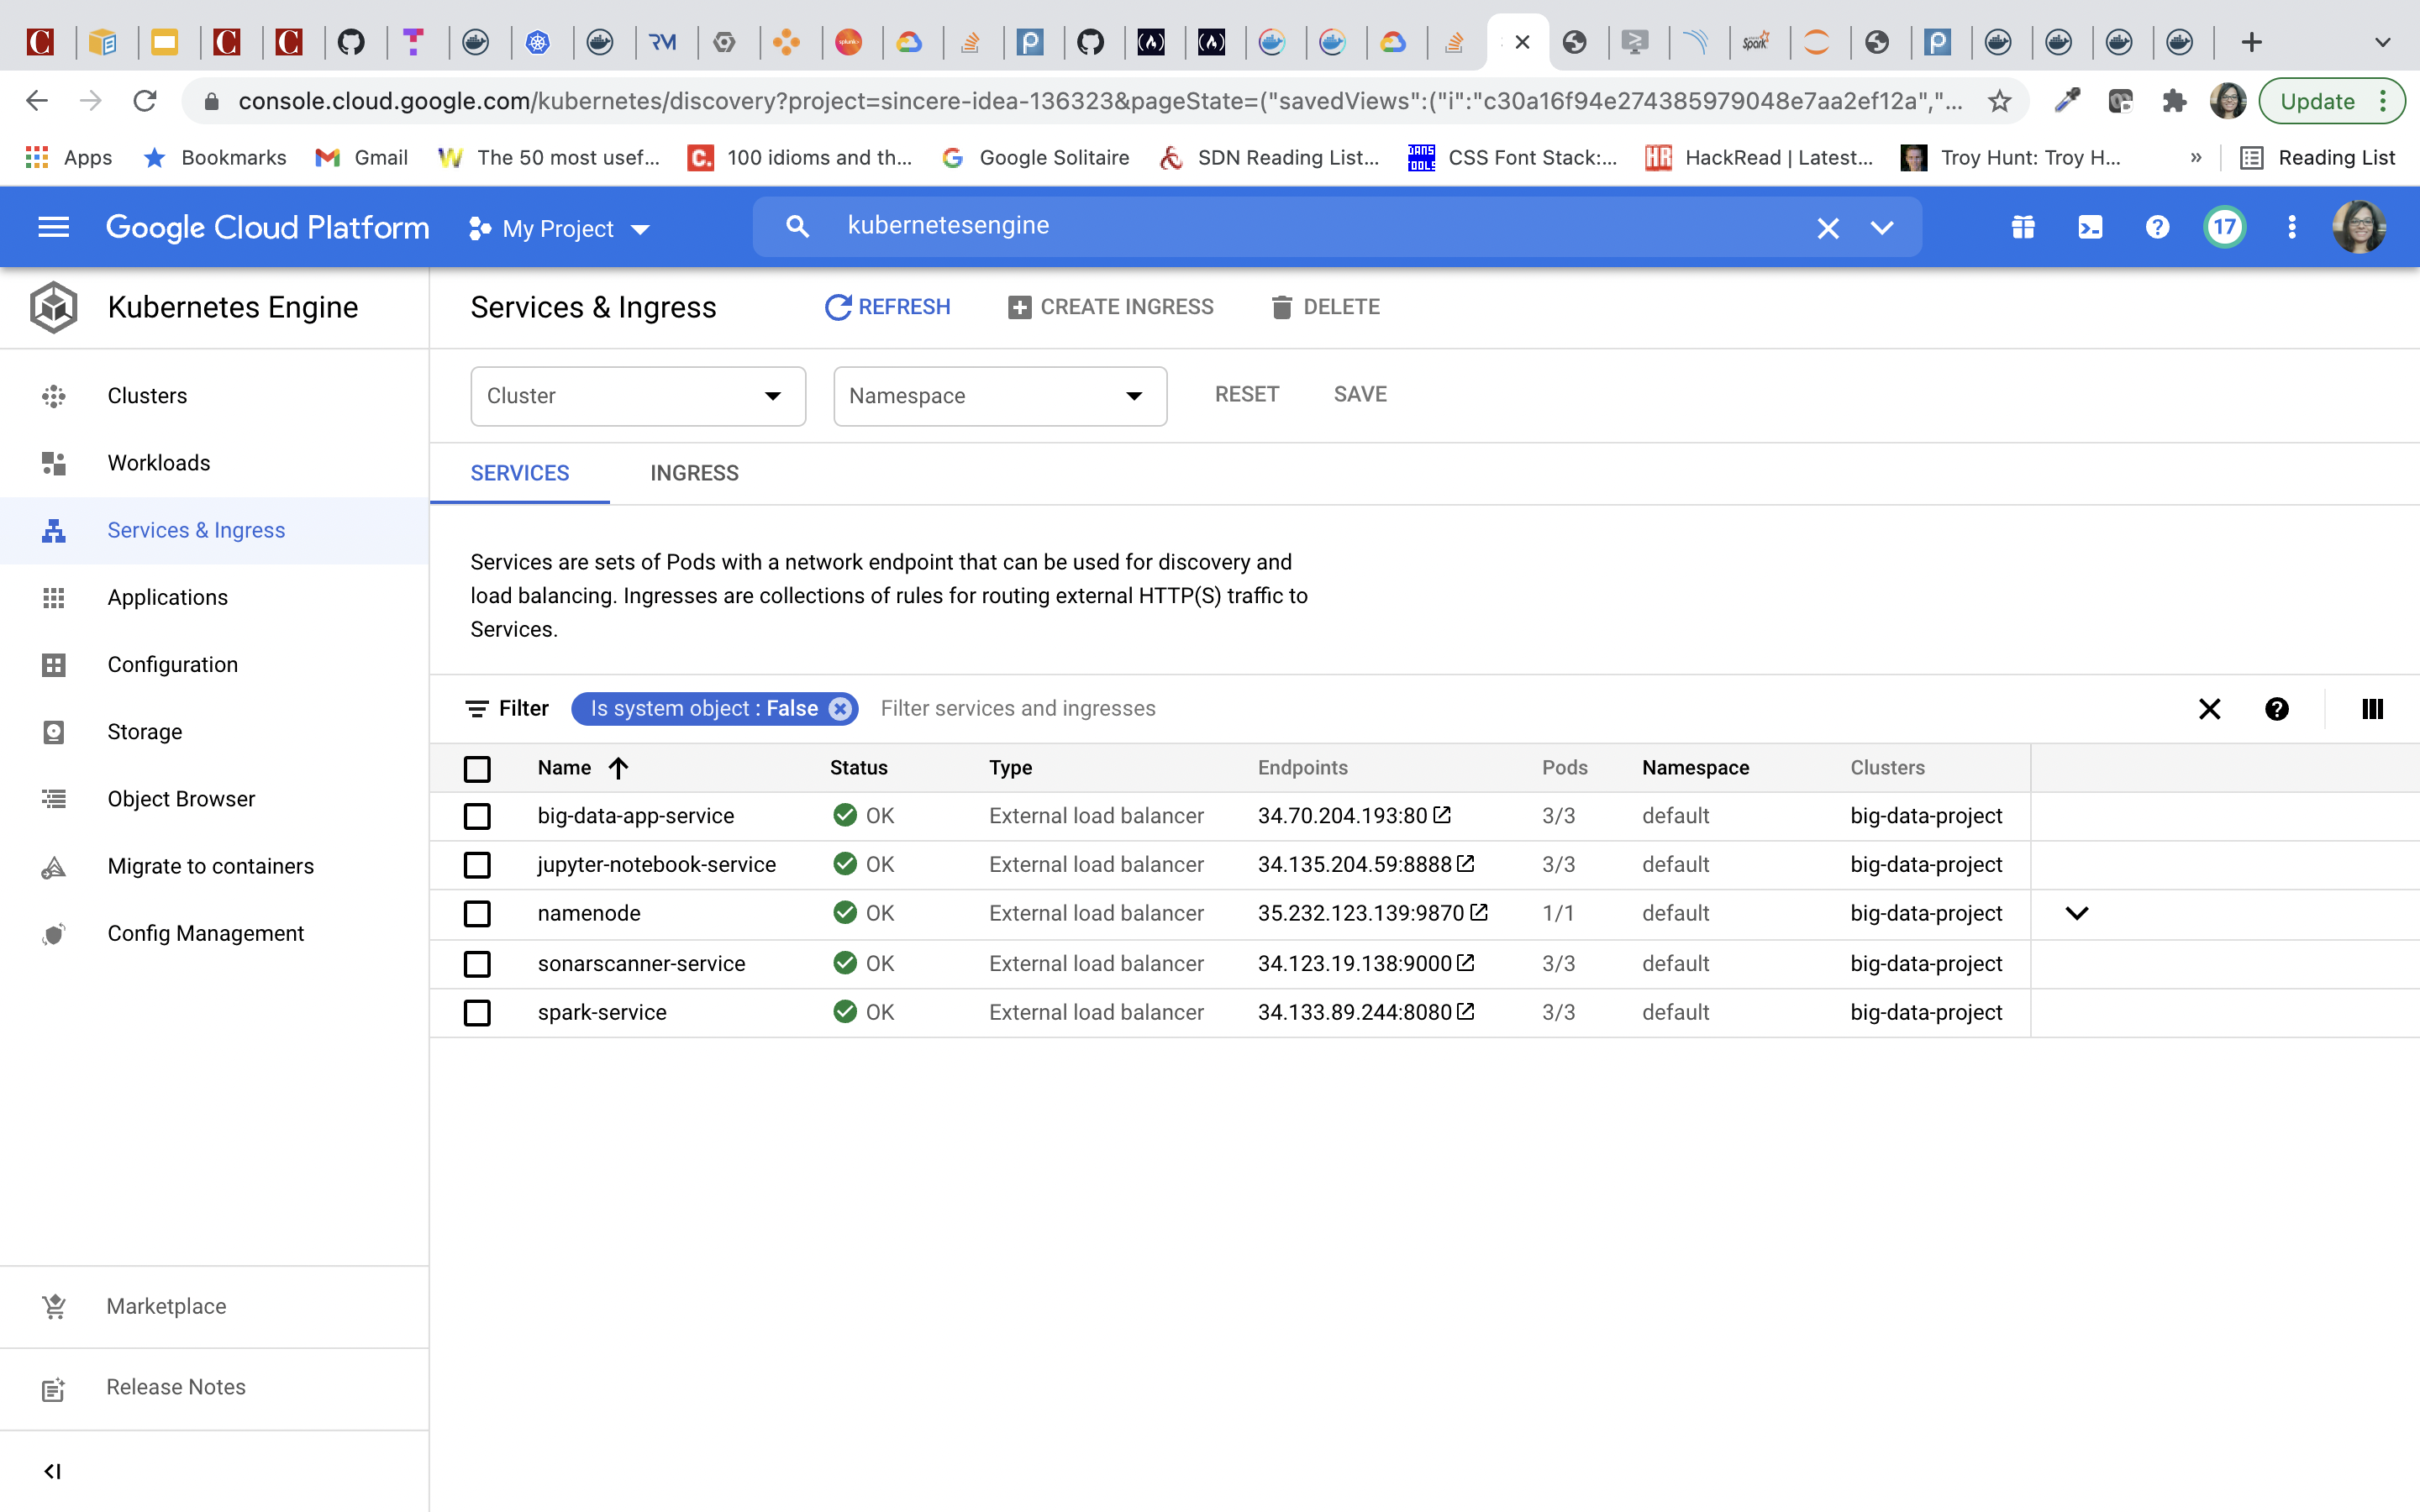 console.cloud.google.com/kubernetes/discovery?project=sincere-idea-136323&pageState=("savedViews":("i":"c30a16f94e274385979048e7aa2ef12a","...
Update
Apps
Bookmarks
Gmail
The 50 most usef...
100 idioms and th...
Google Solitaire
SDN Reading List...
CSS Font Stack:...
HackRead | Latest...
Troy Hunt: Troy H...
»
Reading List
Google Cloud Platform
My Project
kubernetesengine
17
Kubernetes Engine
Clusters
Workloads
Services & Ingress
Applications
Configuration
Storage
Object Browser
Migrate to containers
Config Management
Marketplace
Release Notes
Services & Ingress
REFRESH
CREATE INGRESS
DELETE
Cluster
Namespace
RESET
SAVE
SERVICES
INGRESS
Services are sets of Pods with a network endpoint that can be used for discovery and
load balancing. Ingresses are collections of rules for routing external HTTP(S) traffic to
Services.
Filter
Is system object : False
Filter services and ingresses
Name Status Type Endpoints Pods Namespace Clusters
big-data-app-service OK External load balancer 34.70.204.193:80 3/3 default big-data-project
jupyter-notebook-service OK External load balancer 34.135.204.59:8888 3/3 default big-data-project
namenode OK External load balancer 35.232.123.139:9870 1/1 default big-data-project
sonarscanner-service OK External load balancer 34.123.19.138:9000 3/3 default big-data-project
spark-service OK External load balancer 34.133.89.244:8080 3/3 default big-data-project